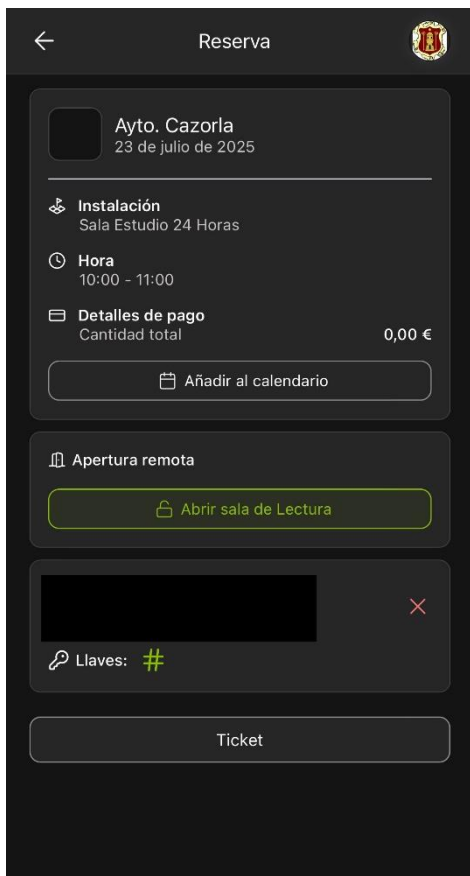 Reserva
Ayto. Cazorla
23 de julio de 2025
Instalación
Sala Estudio 24 Horas
Hora
10:00 - 11:00
Detalles de pago
Cantidad total 0,00 €
Añadir al calendario
Apertura remota
Abrir sala de Lectura
Llaves: #
Ticket